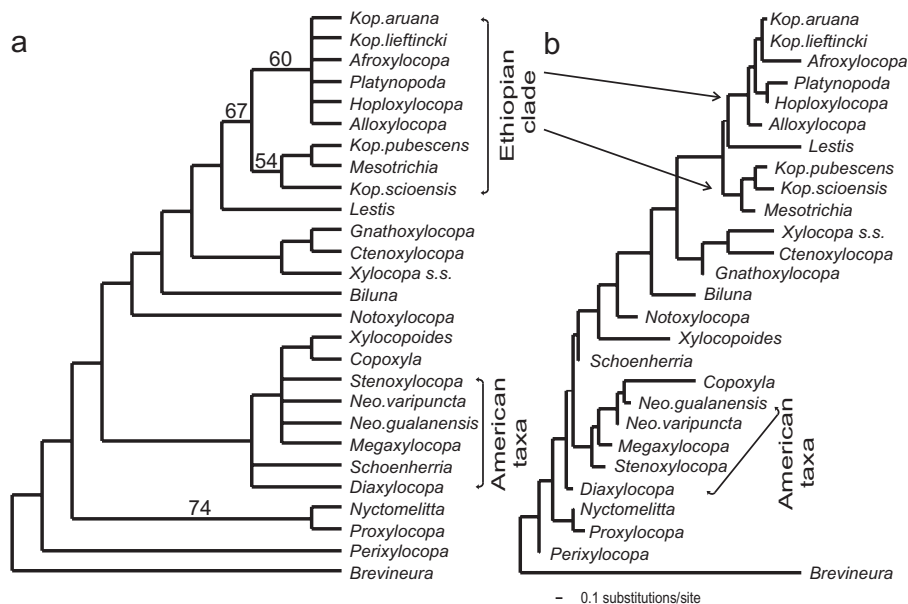 a
Kop.aruana
Kop.lieftincki
60
Afroxylocopa
Platynopoda
Hoploxylocopa
67
Alloxylocopa
Kop.pubescens
54
Mesotrichia
Kop.scioensis
Lestis
Gnathoxylocopa
Ctenoxylocopa
Xylocopa s.s.
Biluna
Notoxylocopa
Xylocopoides
Copoxyla
Stenoxylocopa
Neo.varipuncta
Neo.gualanensis
Megaxylocopa
Schoenherria
Diaxylocopa
74
Nyctomelitta
Proxylocopa
Perixylocopa
Brevineura
Ethiopian
clade
American
taxa
b
Kop.aruana
Kop.lieftincki
Afroxylocopa
Platynopoda
Hoploxylocopa
Alloxylocopa
Lestis
Kop.pubescens
Kop.scioensis
Mesotrichia
Xylocopa s.s.
Ctenoxylocopa
Gnathoxylocopa
Biluna
Notoxylocopa
Xylocopoides
Schoenherria
Copoxyla
Neo.gualanensis
Neo.varipuncta
Megaxylocopa
Stenoxylocopa
Diaxylocopa
Nyctomelitta
Proxylocopa
Perixylocopa
Brevineura
American
taxa
0.1 substitutions/site